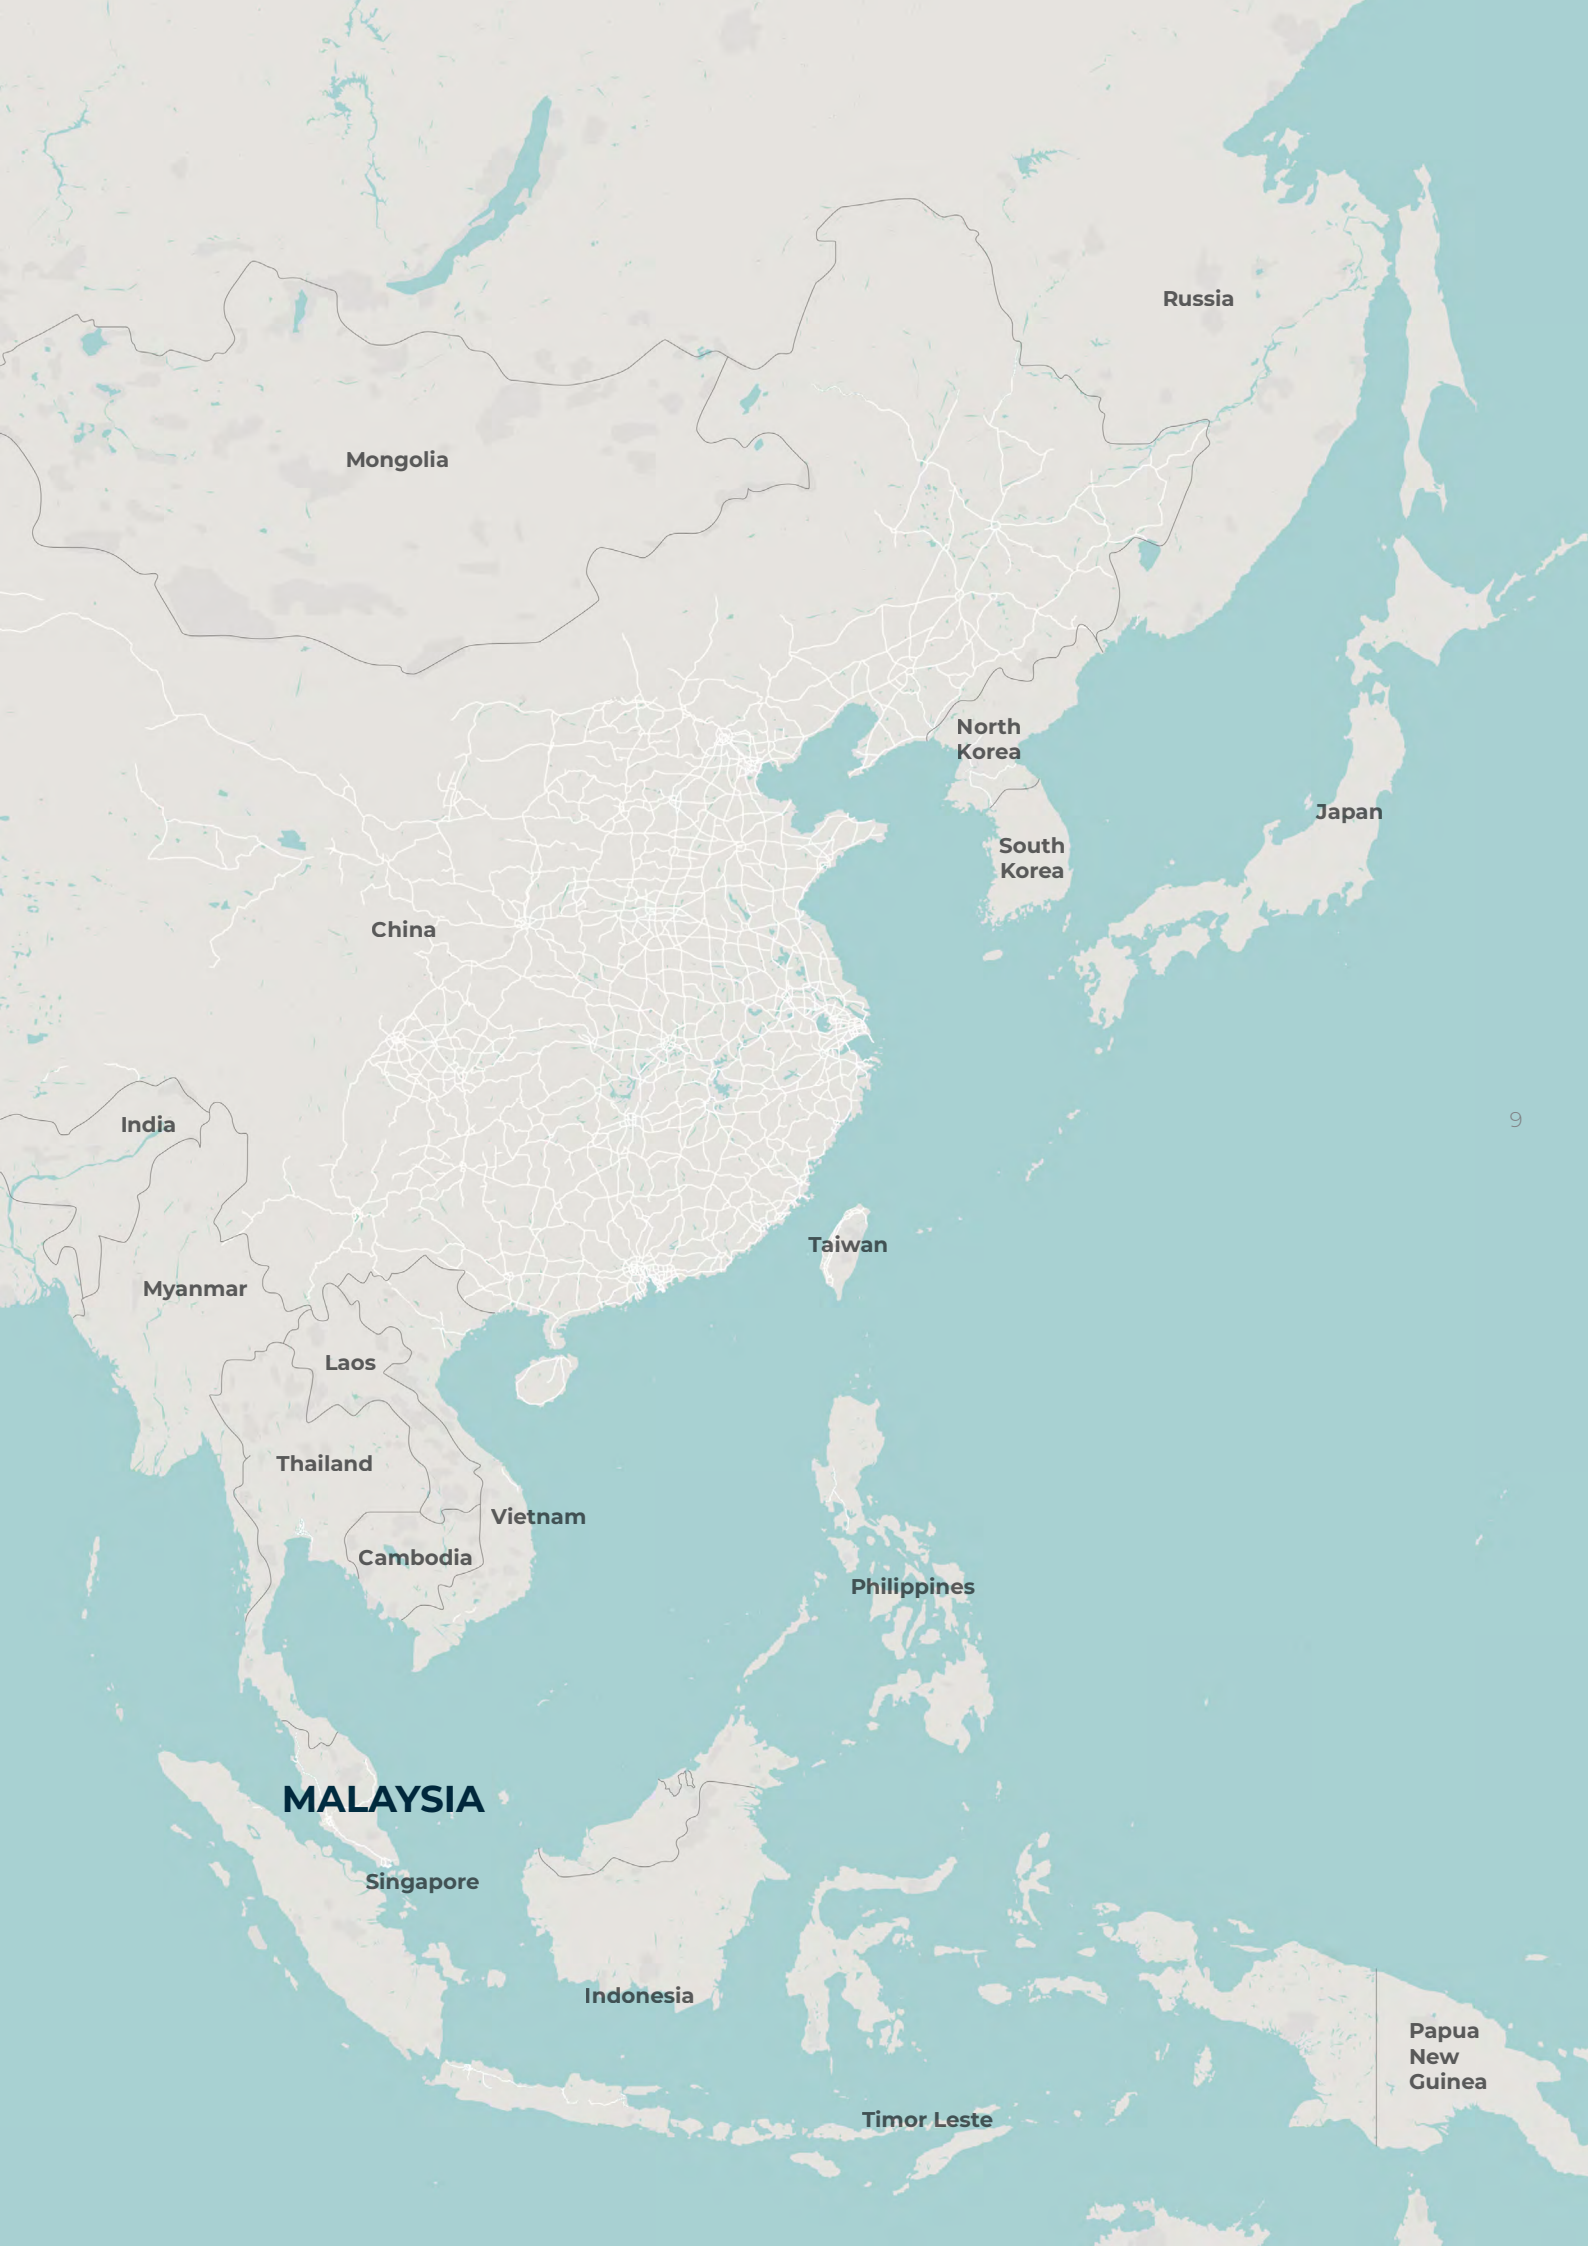 Russia
Mongolia
North
Korea
Japan
South
Korea
China
9
India
Taiwan
Myanmar
Laos
Thailand
Vietnam
Cambodia
Philippines
MALAYSIA
Singapore
Indonesia
Papua
New
Guinea
Timor Leste